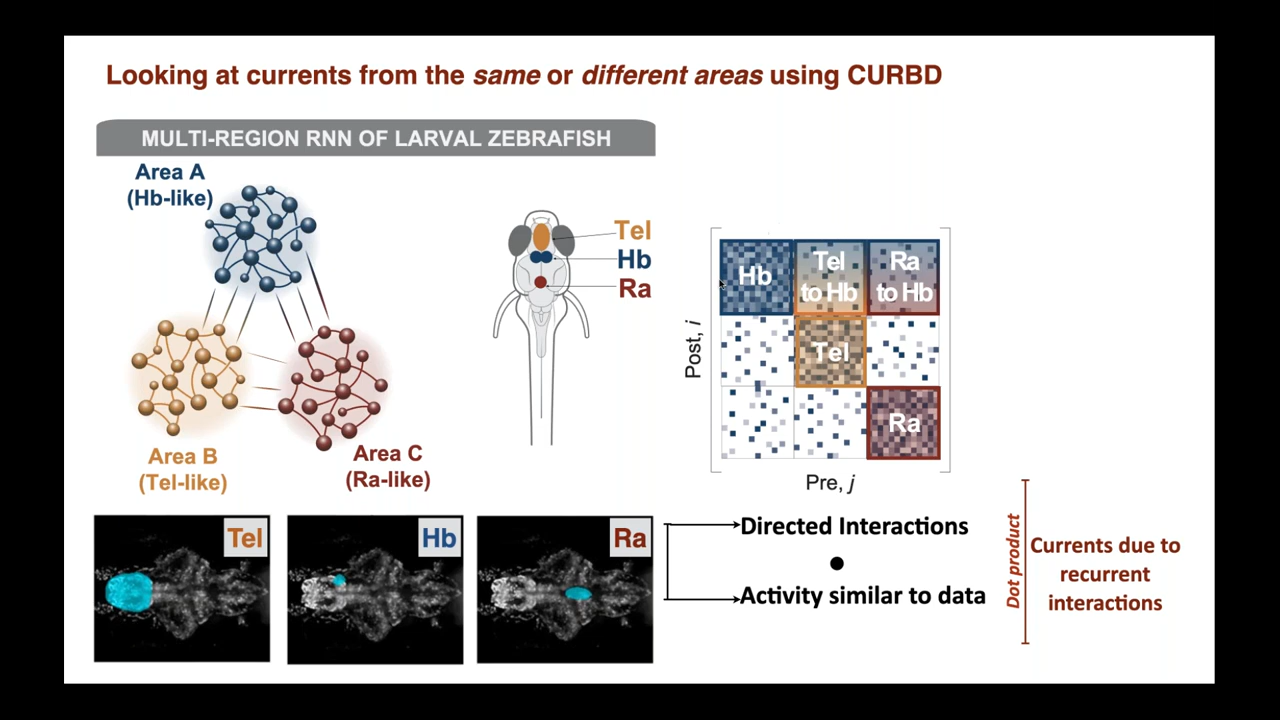 Looking at currents from the same or different areas using CURBD
MULTI-REGION RNN OF LARVAL ZEBRAFISH
Area A
(Hb-like)
Area B
(Tel-like)
Area C
(Ra-like)
Tel
Hb
Ra
Hb
Tel
to Hb
Ra
to Hb
Tel
Ra
Post, i
Pre, j
Tel
Hb
Ra
Directed Interactions
•
Activity similar to data
Dot product
Currents due to
recurrent
interactions